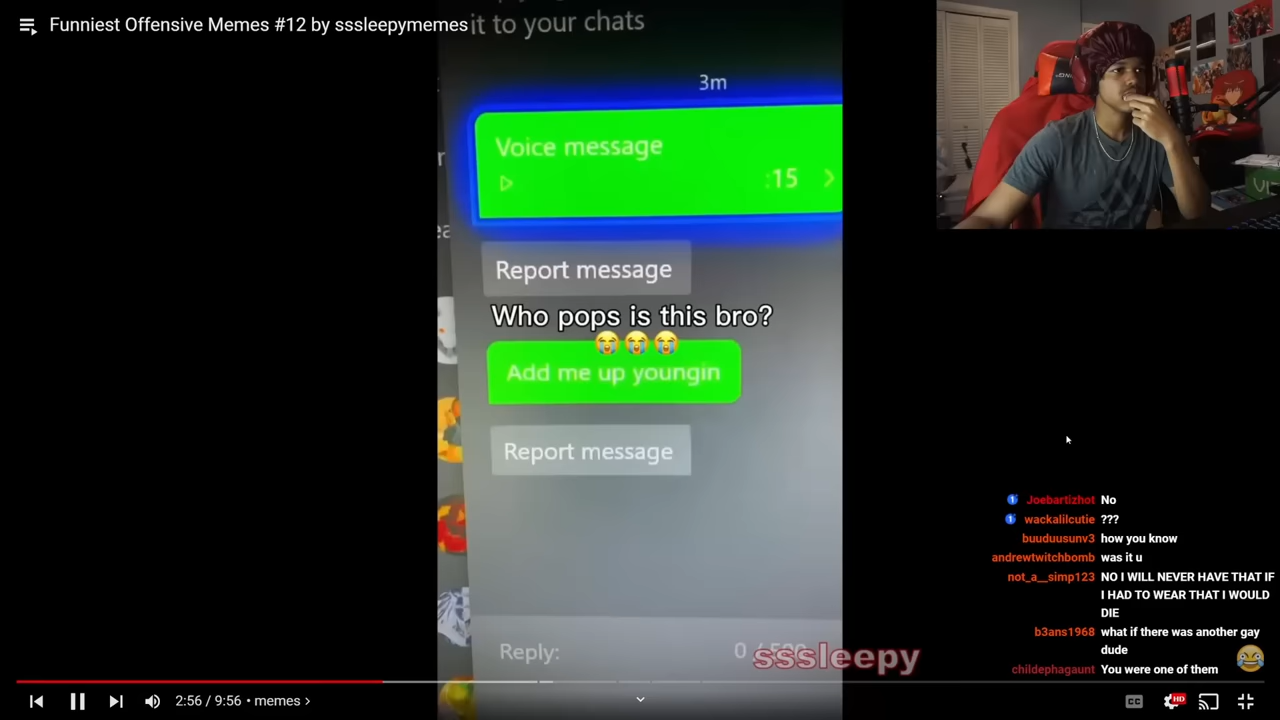 Funniest Offensive Memes #12 by sssleepymemes
it to your chats
3m
Voice message
:15
Report message
Who pops is this bro?
😭😭😭
Add me up youngin
Report message
Reply:
0 /
sssleepy
Joebartizhot No
wackalilcutie ???
buuduusunv3 how you know
andrewtwitchbomb was it u
not_a__simp123 NO I WILL NEVER HAVE THAT IF
I HAD TO WEAR THAT I WOULD
DIE
b3ans1968 what if there was another gay
dude
childephagaunt You were one of them
2:56 / 9:56 • memes
CC
HD